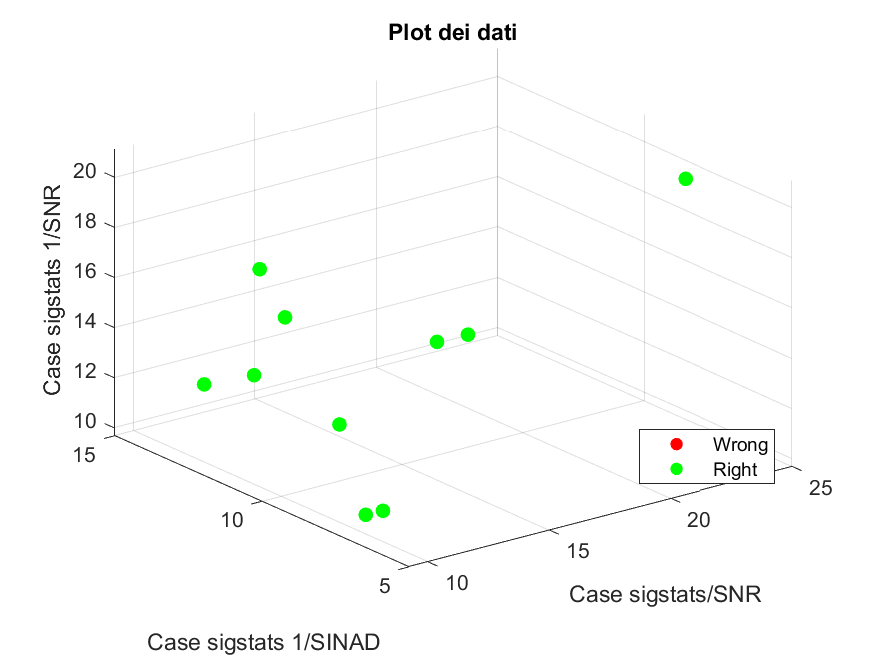 Plot dei dati
Case sigstats 1/SNR
20
18
16
14
12
10
15
10
5
Case sigstats 1/SINAD
10
15
20
25
Case sigstats/SNR
Wrong
Right